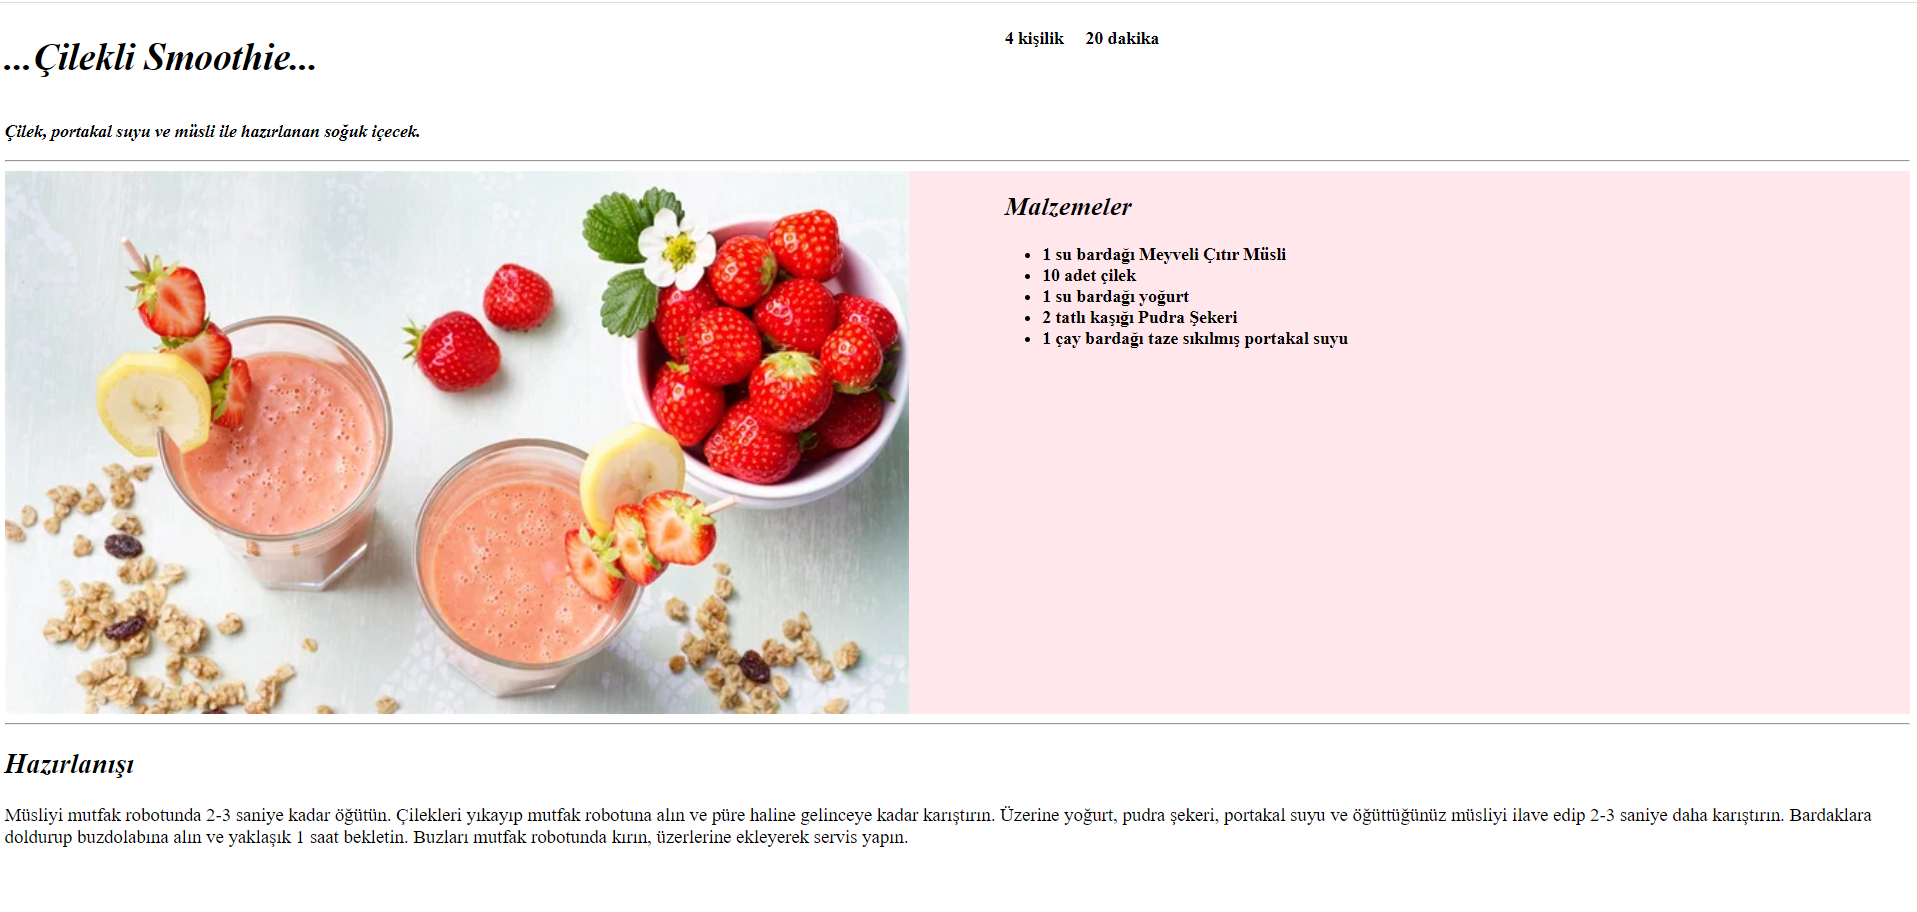 ...Çilekli Smoothie...
4 kişilik 20 dakika
Çilek, portakal suyu ve müsli ile hazırlanan soğuk içecek.
Malzemeler
• 1 su bardağı Meyveli Çıtır Müsli
• 10 adet çilek
• 1 su bardağı yoğurt
• 2 tatlı kaşığı Pudra Şekeri
• 1 çay bardağı taze sıkılmış portakal suyu
Hazırlanışı
Müsliyi mutfak robotunda 2-3 saniye kadar öğütün. Çilekleri yıkayıp mutfak robotuna alın ve püre haline gelinceye kadar karıştırın. Üzerine yoğurt, pudra şekeri, portakal suyu ve öğüttüğünüz müsliyi ilave edip 2-3 saniye daha karıştırın. Bardaklara
doldurup buzdolabına alın ve yaklaşık 1 saat bekletin. Buzları mutfak robotunda kırın, üzerlerine ekleyerek servis yapın.